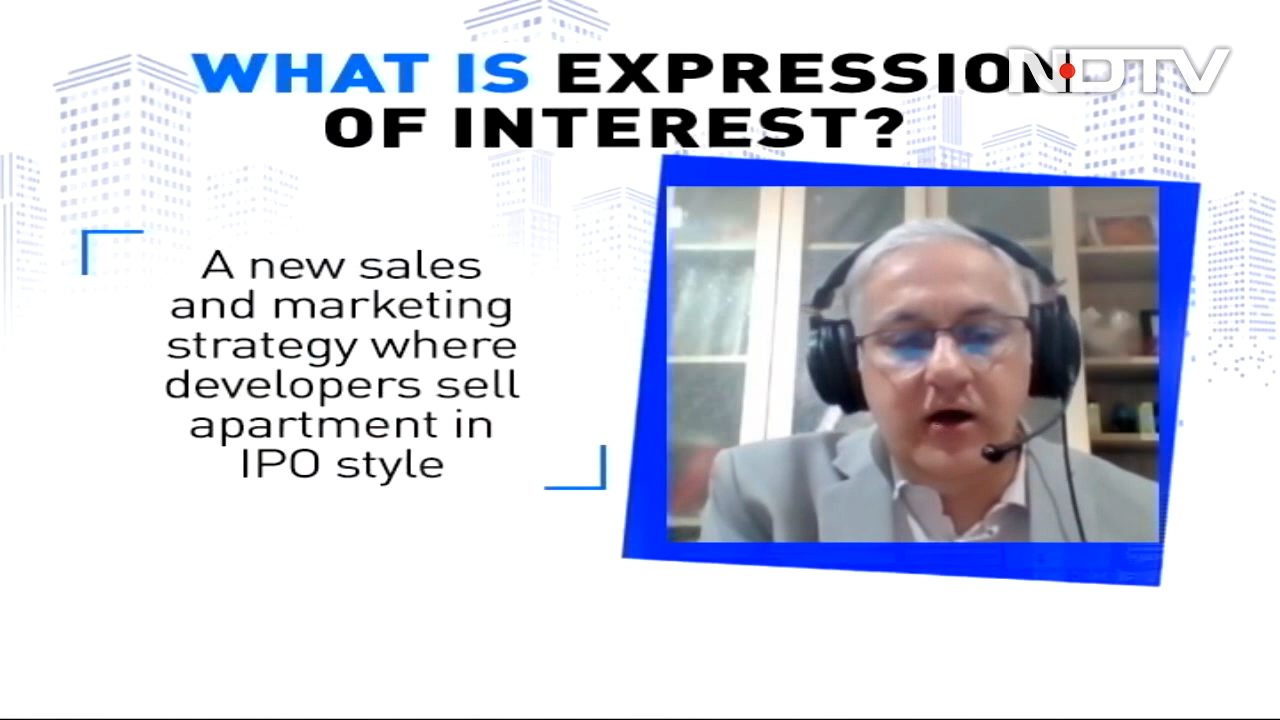 WHAT IS EXPRESSION
OF INTEREST?
NDTV
A new sales
and marketing
strategy where
developers sell
apartment in
IPO style